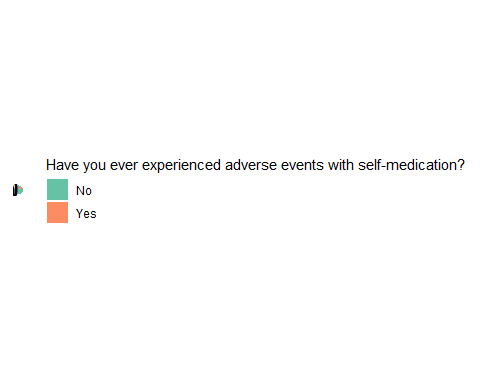 Have you ever experienced adverse events with self-medication?
No
Yes